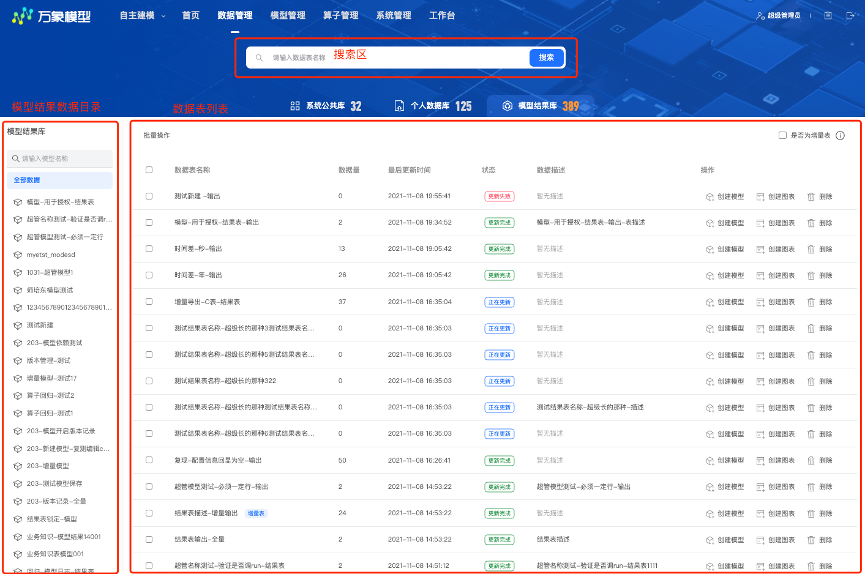 万象模型 自主建模 首页 数据管理 模型管理 算子管理 系统管理 工作台 超级管理员
请输入数据表名称 搜索区 搜索
模型结果数据目录 数据表列表 系统公共库 32 个人数据库 125 模型结果库 389
模型结果库
请输入模型名称
全部数据
模型-用于授权-结果表
超管名称测试-验证是否调r...
超管模型测试-必须一定行
myetst_modesd
1031-超管模型1
师培东模型测试
123456789012345678901...
测试新建
203-模型依赖测试
版本管理-测试
增量模型-测试17
算子回归-测试2
算子回归-测试1
203-模型开启版本记录
203-新建模型-复测编辑c...
203-增量模型
203-测试模型保存
203-版本记录-全量
结果表锁定-模型
业务知识-模型结果14001
业务知识表模型001
批量操作 是否为增量表
数据表名称 数据量 最后更新时间 状态 数据描述 操作
测试新建 -输出 0 2021-11-08 19:55:41 更新失败 暂无描述 创建模型 创建图表 删除
模型-用于授权-结果表-输出 2 2021-11-08 19:34:52 更新完成 模型-用于授权-结果表-输出-表描述 创建模型 创建图表 删除
时间差-秒-输出 13 2021-11-08 19:05:42 更新完成 暂无描述 创建模型 创建图表 删除
时间差-年-输出 26 2021-11-08 19:05:42 更新完成 暂无描述 创建模型 创建图表 删除
增量导出-C表-结果表 37 2021-11-08 16:35:04 正在更新 暂无描述 创建模型 创建图表 删除
测试结果表名称-超级长的那种3测试结果表名... 0 2021-11-08 16:35:03 正在更新 暂无描述 创建模型 创建图表 删除
测试结果表名称-超级长的那种5测试结果表名... 0 2021-11-08 16:35:03 正在更新 暂无描述 创建模型 创建图表 删除
测试结果表名称-超级长的那种322 0 2021-11-08 16:35:03 正在更新 暂无描述 创建模型 创建图表 删除
测试结果表名称-超级长的那种测试结果表名称... 0 2021-11-08 16:35:03 正在更新 测试结果表名称-超级长的那种-描述 创建模型 创建图表 删除
测试结果表名称-超级长的那种6测试结果表名... 0 2021-11-08 16:35:03 正在更新 暂无描述 创建模型 创建图表 删除
复现-配置信息回显为空-输出 50 2021-11-08 16:26:41 更新完成 暂无描述 创建模型 创建图表 删除
超管模型测试-必须一定行-输出 2 2021-11-08 14:53:22 更新完成 超管模型测试-必须一定行-输出 创建模型 创建图表 删除
结果表描述-增量输出 增量表 24 2021-11-08 14:53:22 更新完成 暂无描述 创建模型 创建图表 删除
结果表输出-全量 2 2021-11-08 14:53:22 更新完成 结果表描述 创建模型 创建图表 删除
超管名称测试-验证是否调run-结果表 2 2021-11-08 14:51:12 更新完成 超管名称测试-验证是否调run-结果表1111 创建模型 创建图表 删除